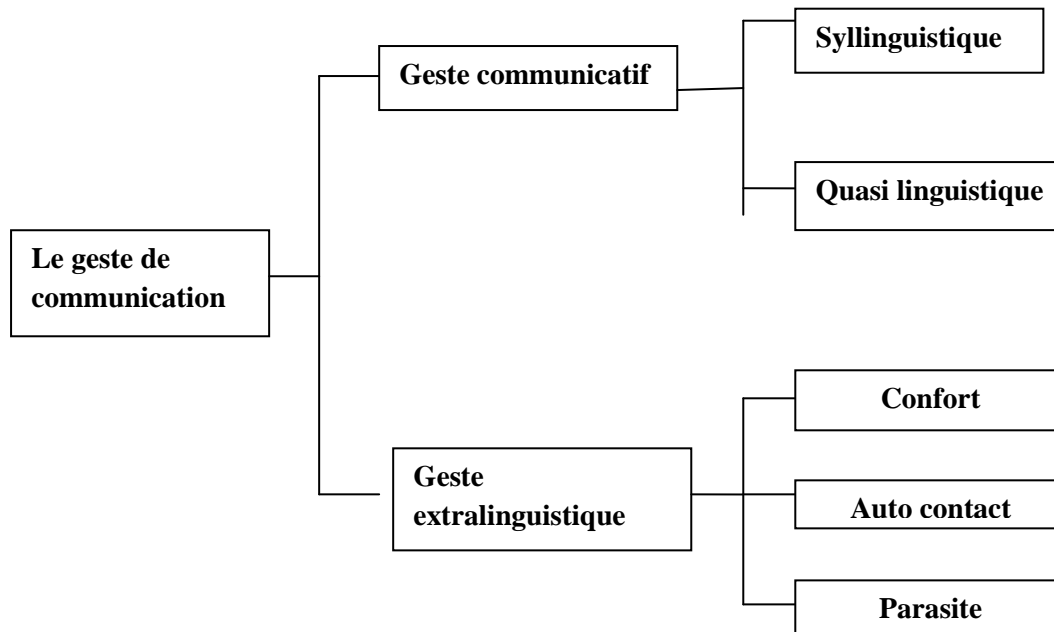 Syllinguistique
Geste communicatif
Quasi linguistique
Le geste de
communication
Confort
Geste
extralinguistique
Auto contact
Parasite